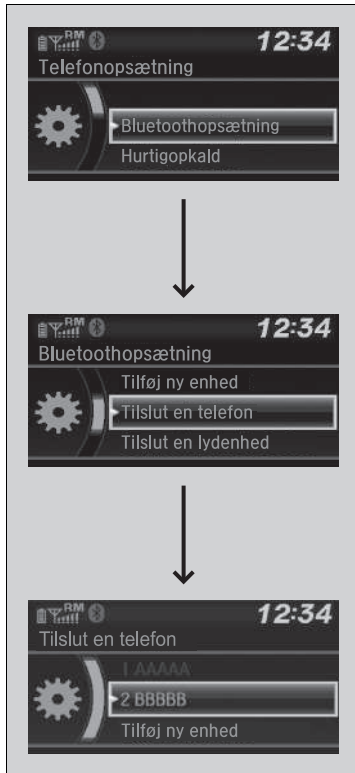 RM 12:34
Telefonopsætning
Bluetoothopsætning
Hurtigopkald
RM 12:34
Bluetoothopsætning
Tilføj ny enhed
Tilslut en telefon
Tilslut en lydenhed
RM 12:34
Tilslut en telefon
1 AAAAA
2 BBBBB
Tilføj ny enhed